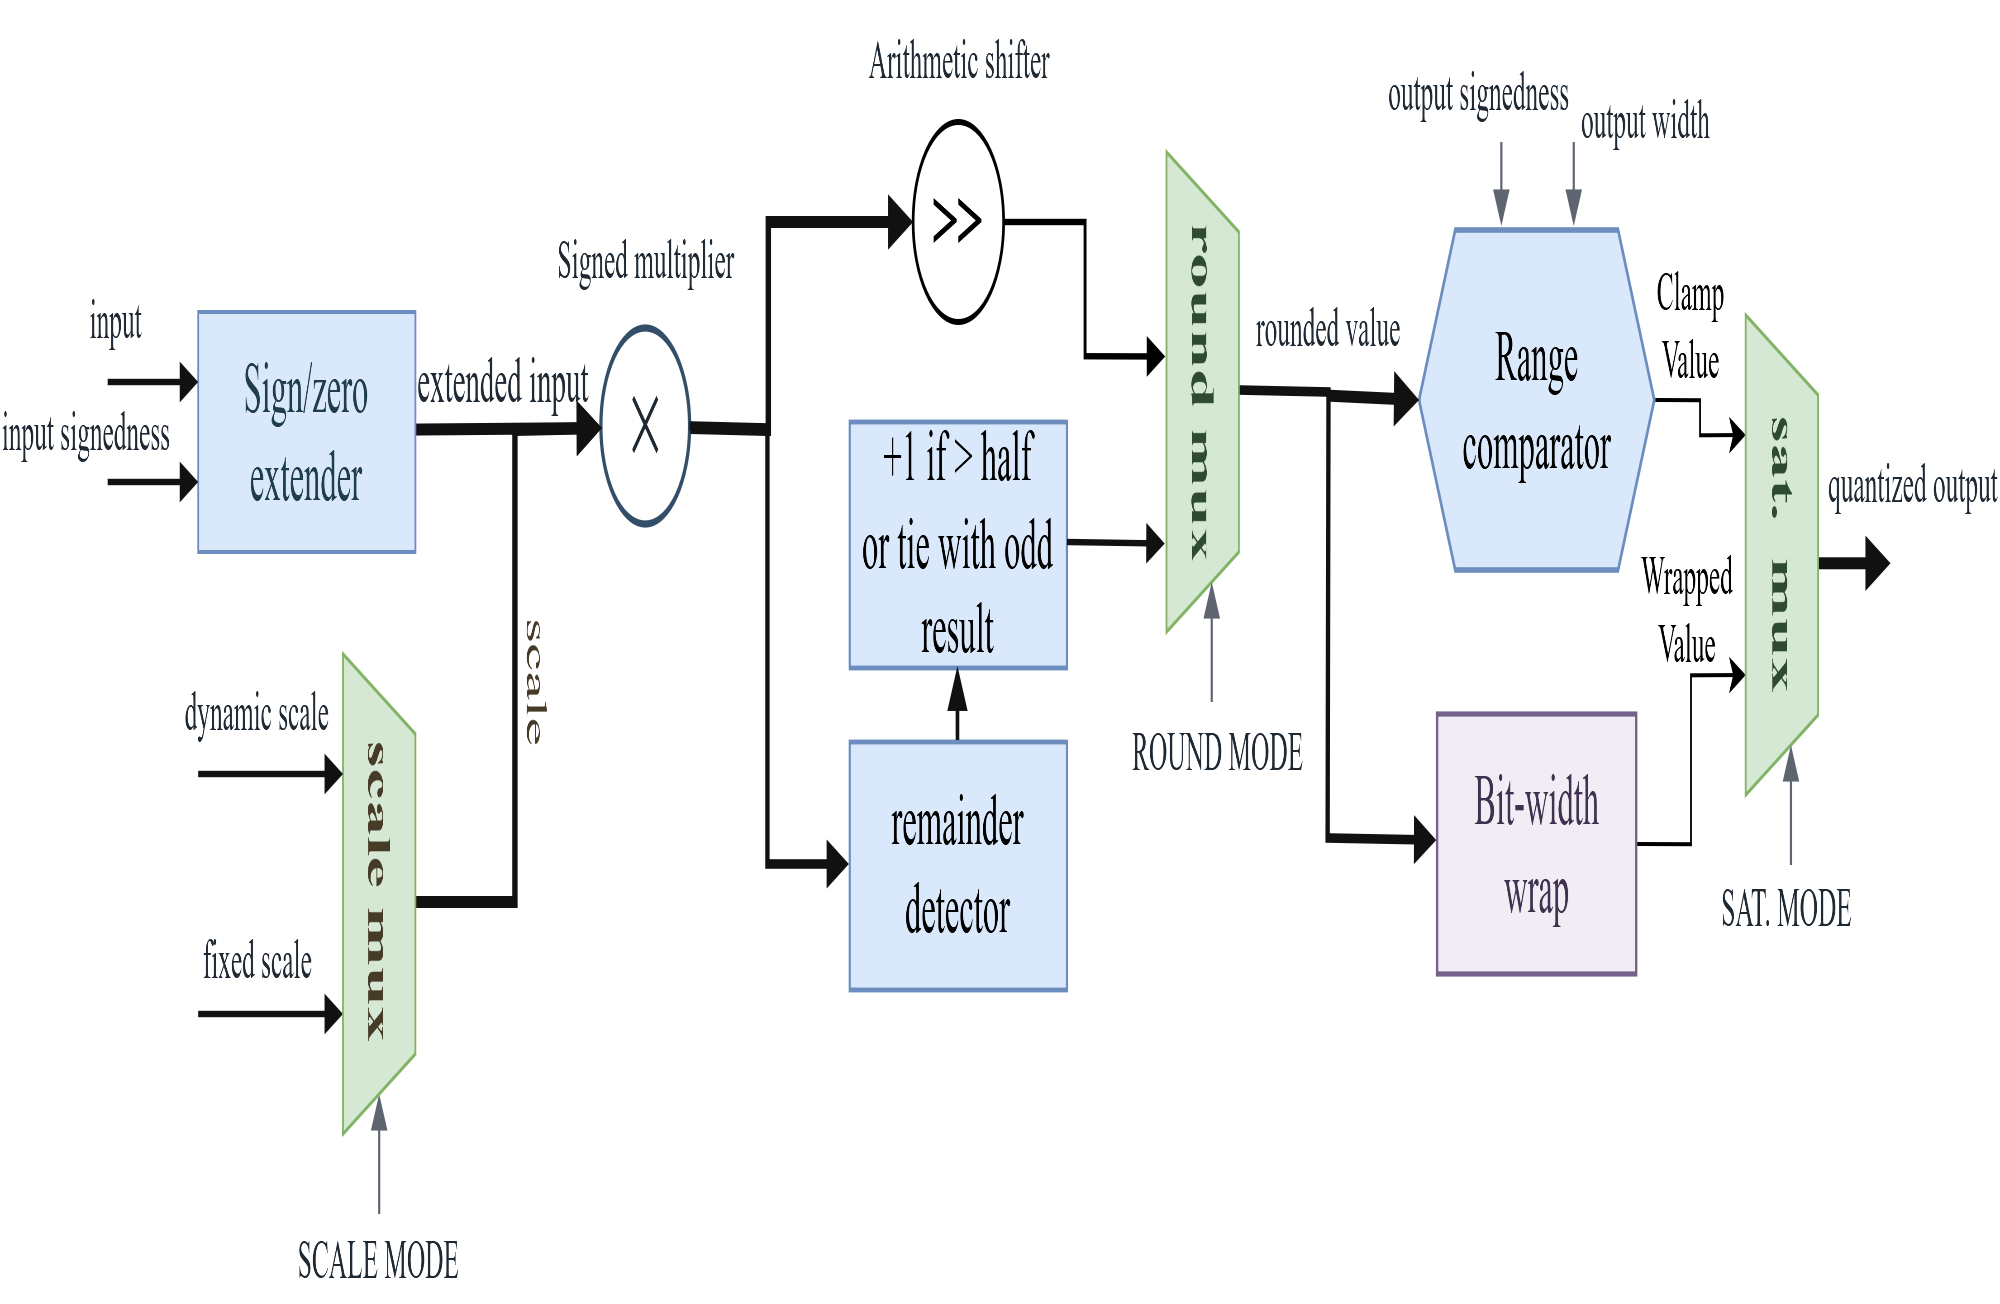 Arithmetic shifter
>>
output signedness
output width
Signed multiplier
×
input
input signedness
Sign/zero
extender
extended input
scale
dynamic scale
fixed scale
scale mux
SCALE MODE
+1 if > half
or tie with odd
result
remainder
detector
round mux
ROUND MODE
rounded value
Range
comparator
Clamp
Value
Wrapped
Value
Bit-width
wrap
sat. mux
SAT. MODE
quantized output